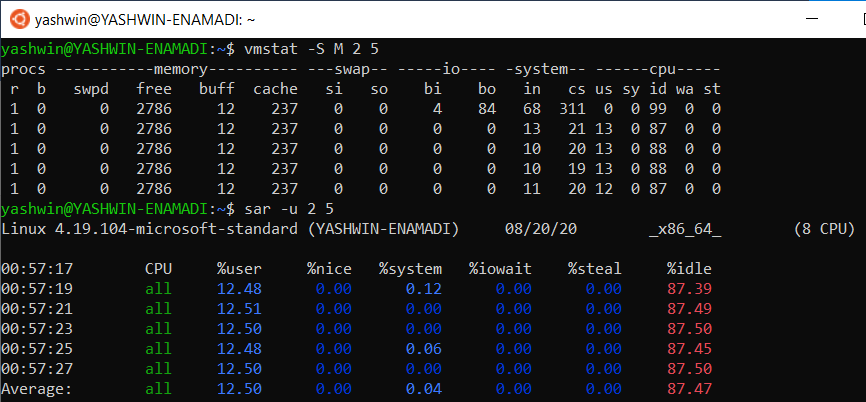 yashwin@YASHWIN-ENAMADI: ~
yashwin@YASHWIN-ENAMADI:~$ vmstat -S M 2 5
procs -----------memory---------- ---swap-- -----io---- -system-- ------cpu-----
 r  b   swpd   free   buff  cache   si   so    bi    bo   in   cs us sy id wa st
 1  0      0   2786     12    237    0    0     4    84   68  311  0  0 99  0  0
 1  0      0   2786     12    237    0    0     0     0   13   21 13  0 87  0  0
 1  0      0   2786     12    237    0    0     0     0   10   20 13  0 88  0  0
 1  0      0   2786     12    237    0    0     0     0   10   19 13  0 88  0  0
 1  0      0   2786     12    237    0    0     0     0   11   20 12  0 87  0  0
yashwin@YASHWIN-ENAMADI:~$ sar -u 2 5
Linux 4.19.104-microsoft-standard (YASHWIN-ENAMADI)     08/20/20        _x86_64_        (8 CPU)
00:57:17        CPU     %user     %nice   %system   %iowait    %steal     %idle
00:57:19        all     12.48      0.00      0.12      0.00      0.00     87.39
00:57:21        all     12.51      0.00      0.00      0.00      0.00     87.49
00:57:23        all     12.50      0.00      0.00      0.00      0.00     87.50
00:57:25        all     12.48      0.00      0.06      0.00      0.00     87.45
00:57:27        all     12.50      0.00      0.00      0.00      0.00     87.50
Average:        all     12.50      0.00      0.04      0.00      0.00     87.47